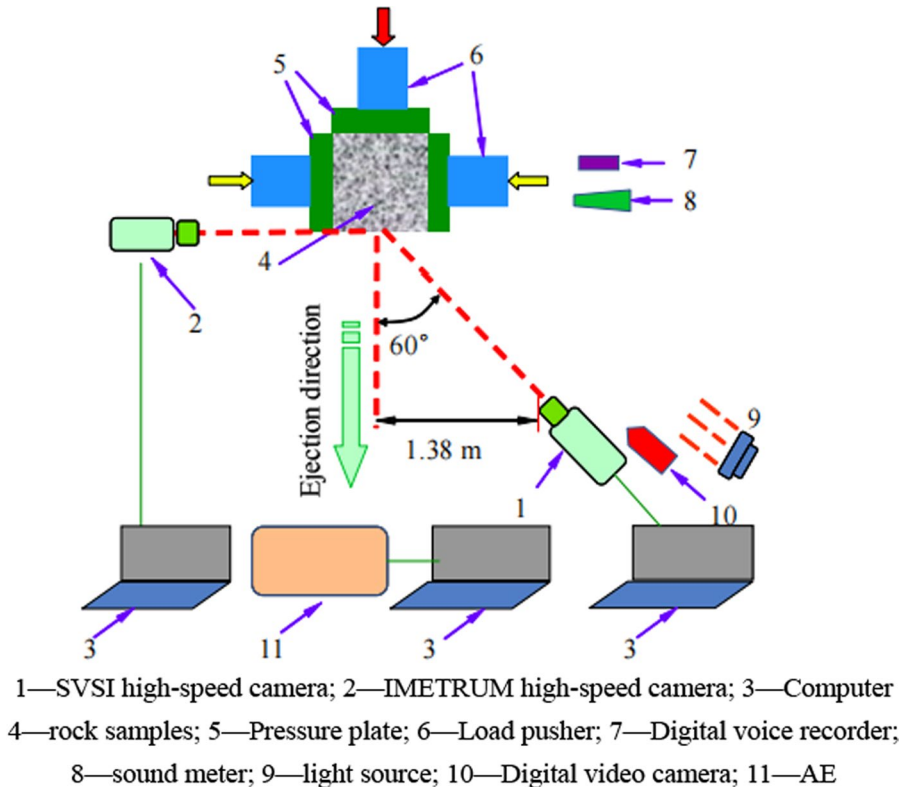 5
6
7
8
4
2
Ejection direction
60°
1.38 m
9
1
10
3
11
3
3
1—SVSI high-speed camera; 2—IMETRUM high-speed camera; 3—Computer
4—rock samples; 5—Pressure plate; 6—Load pusher; 7—Digital voice recorder;
8—sound meter; 9—light source; 10—Digital video camera; 11—AE